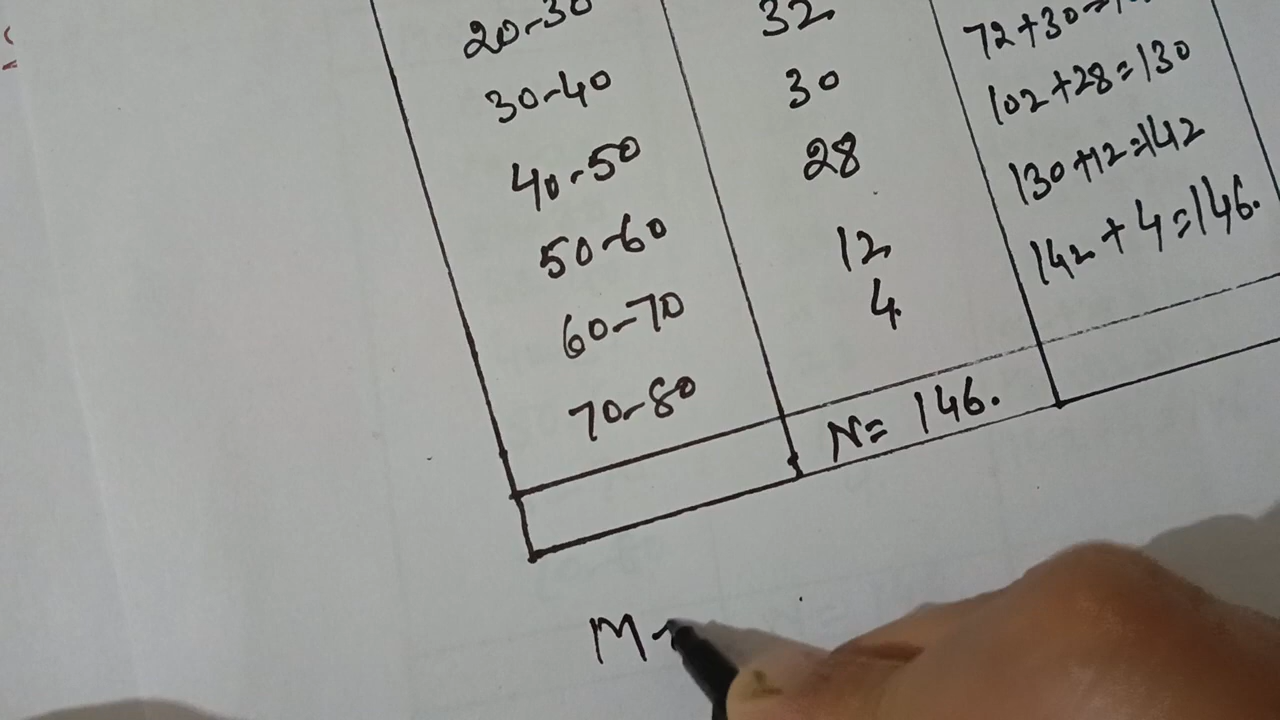 20-30 32 72+30=
30-40 30 102+28=130
40-50 28 130+12=142
50-60 12 142+4=146.
60-70 4
70-80
N= 146.
M